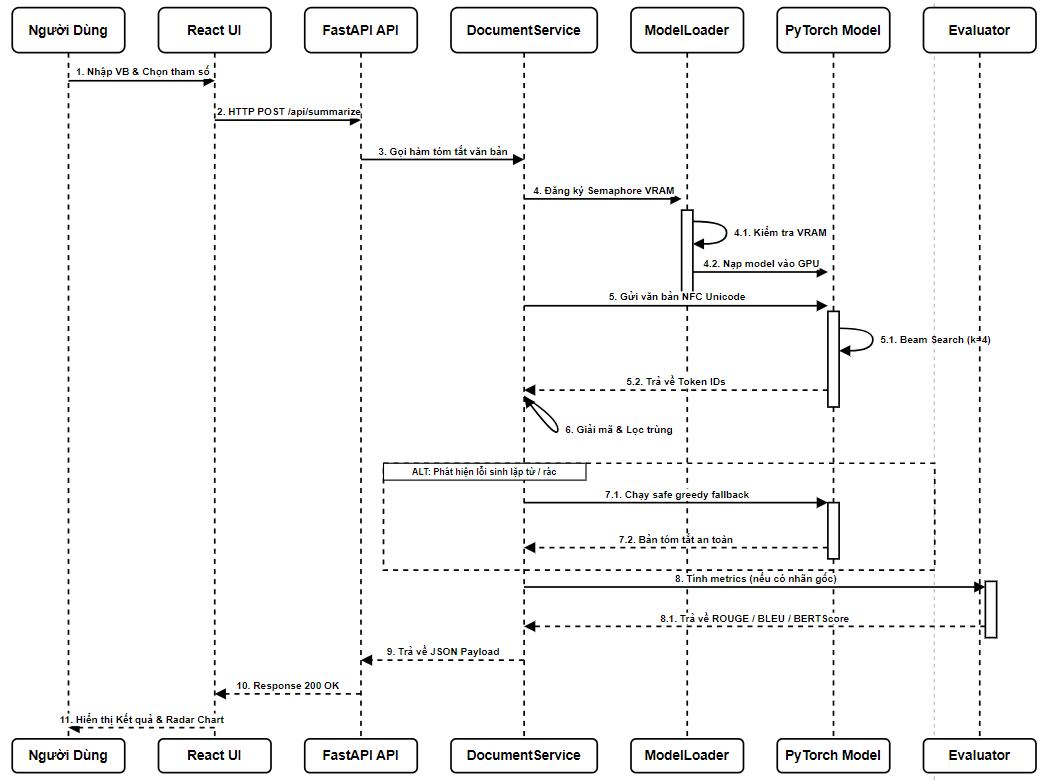 Người Dùng
React UI
FastAPI API
DocumentService
ModelLoader
PyTorch Model
Evaluator
1. Nhập VB & Chọn tham số
2. HTTP POST /api/summarize
3. Gọi hàm tóm tắt văn bản
4. Đăng ký Semaphore VRAM
4.1. Kiểm tra VRAM
4.2. Nạp model vào GPU
5. Gửi văn bản NFC Unicode
5.1. Beam Search (k=4)
5.2. Trả về Token IDs
6. Giải mã & Lọc trùng
ALT: Phát hiện lỗi sinh lặp từ / rác
7.1. Chạy safe greedy fallback
7.2. Bản tóm tắt an toàn
8. Tính metrics (nếu có nhãn gốc)
8.1. Trả về ROUGE / BLEU / BERTScore
9. Trả về JSON Payload
10. Response 200 OK
11. Hiển thị Kết quả & Radar Chart
Người Dùng
React UI
FastAPI API
DocumentService
ModelLoader
PyTorch Model
Evaluator